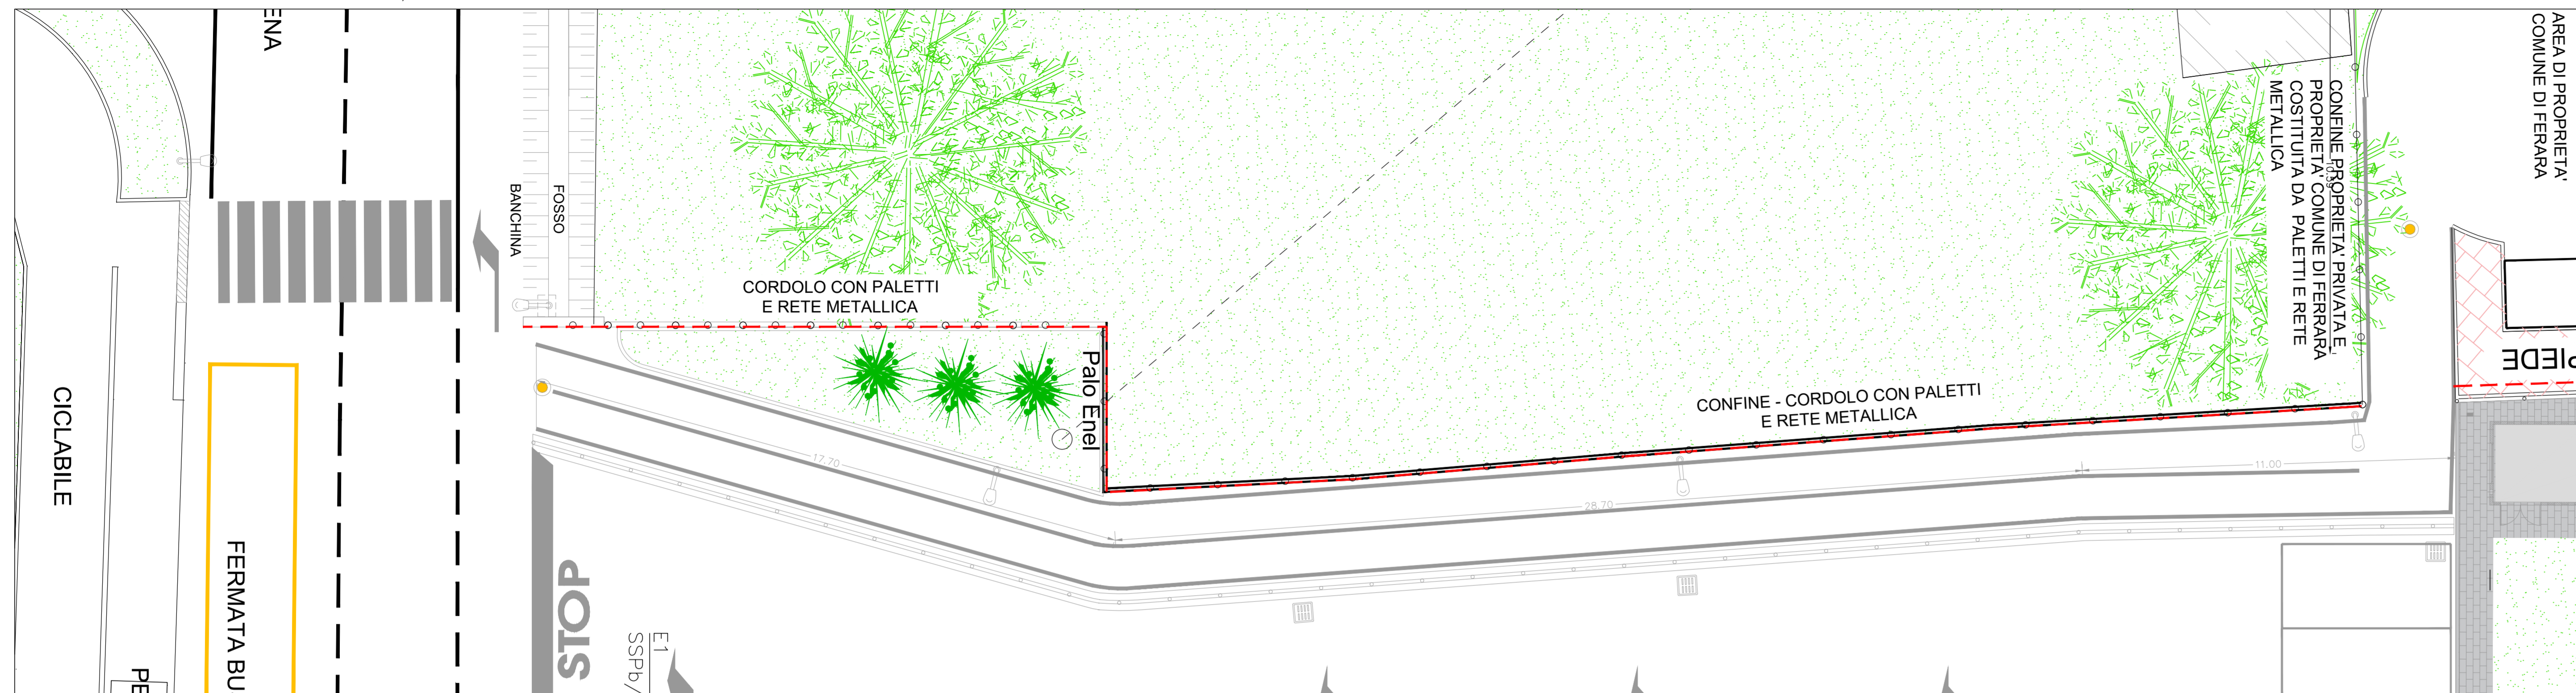 ENA
BANCHINA
FOSSO
CORDOLO CON PALETTI
E RETE METALLICA
Palo Enel
CONFINE PROPRIETA' PRIVATA E
PROPRIETA' COMUNE DI FERRARA
COSTITUITA DA PALETTI E RETE
METALLICA
AREA DI PROPRIETA'
COMUNE DI FERRARA
PIEDE
CONFINE - CORDOLO CON PALETTI
E RETE METALLICA
17.70
28.70
11.00
CICLABILE
FERMATA BU
PE
STOP
E1
SSPb/